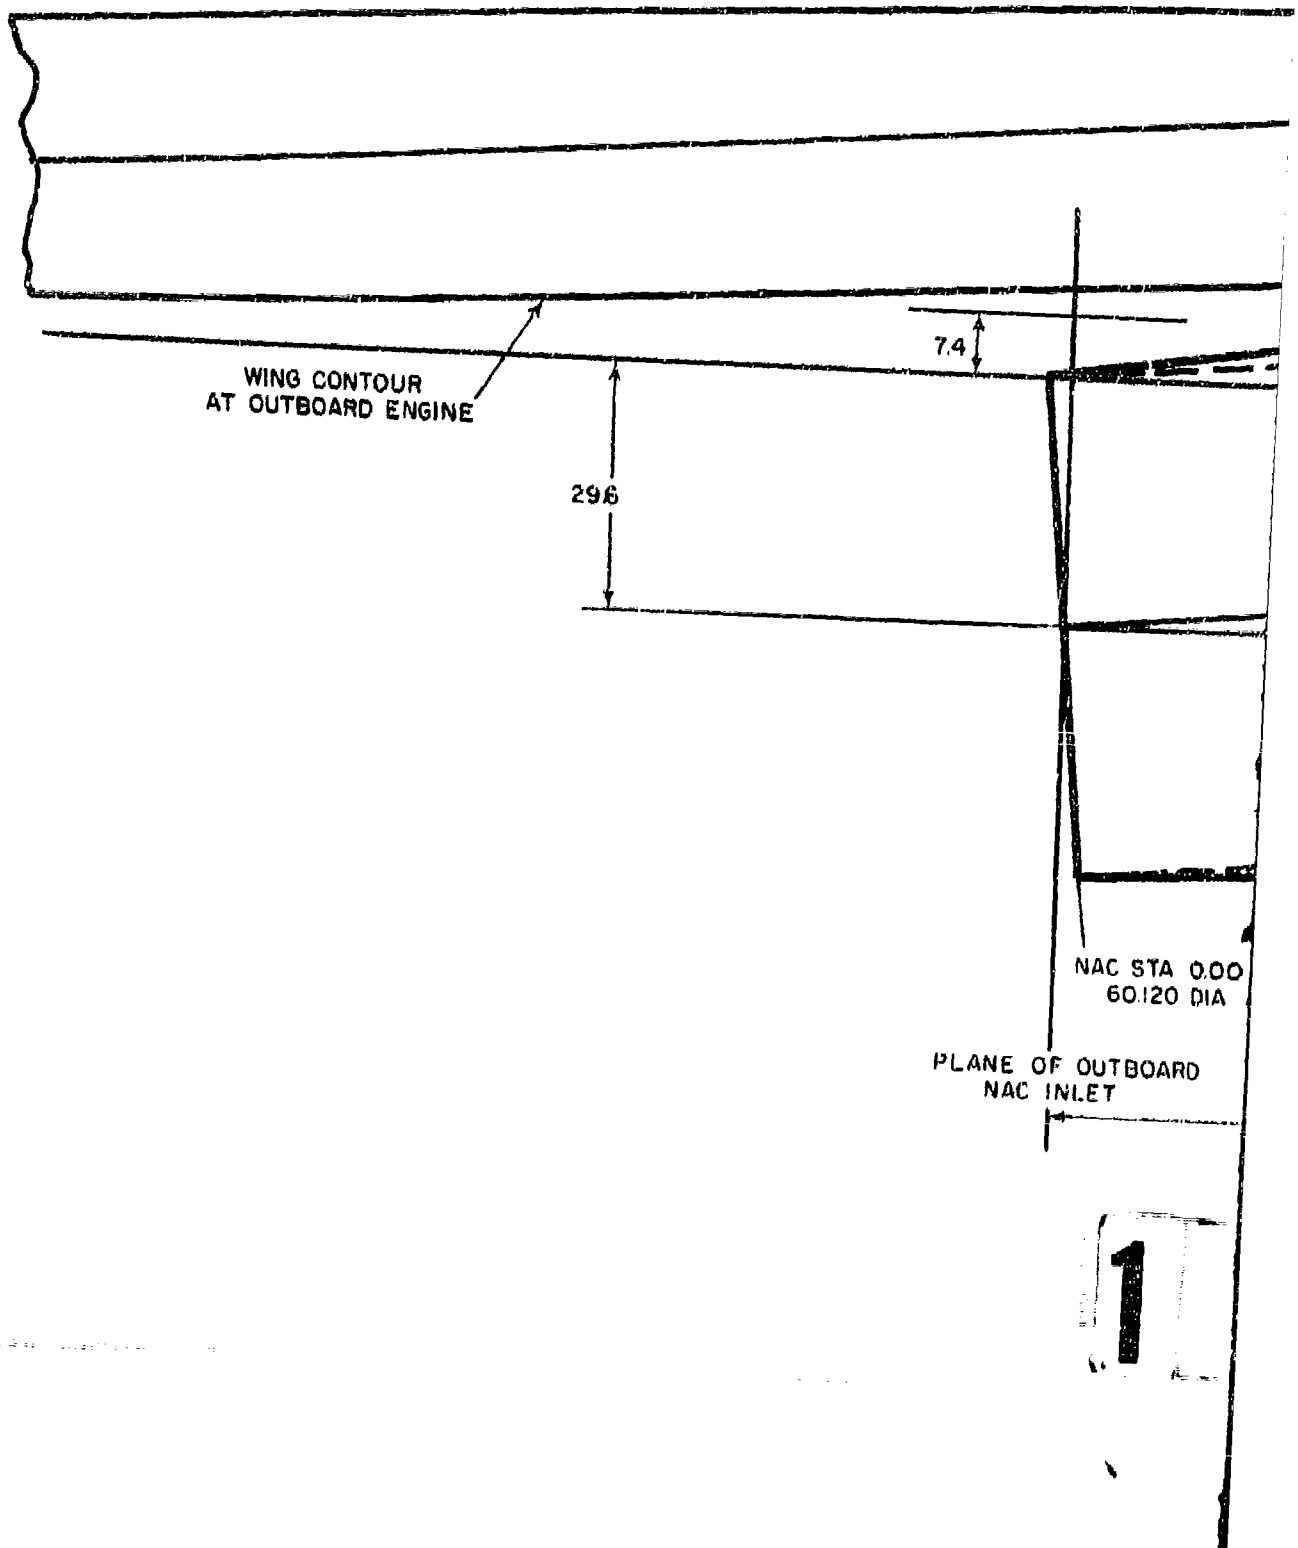 7.4
WING CONTOUR
AT OUTBOARD ENGINE
29.6
NAC STA 0.00
60.120 DIA
PLANE OF OUTBOARD
NAC INLET
1